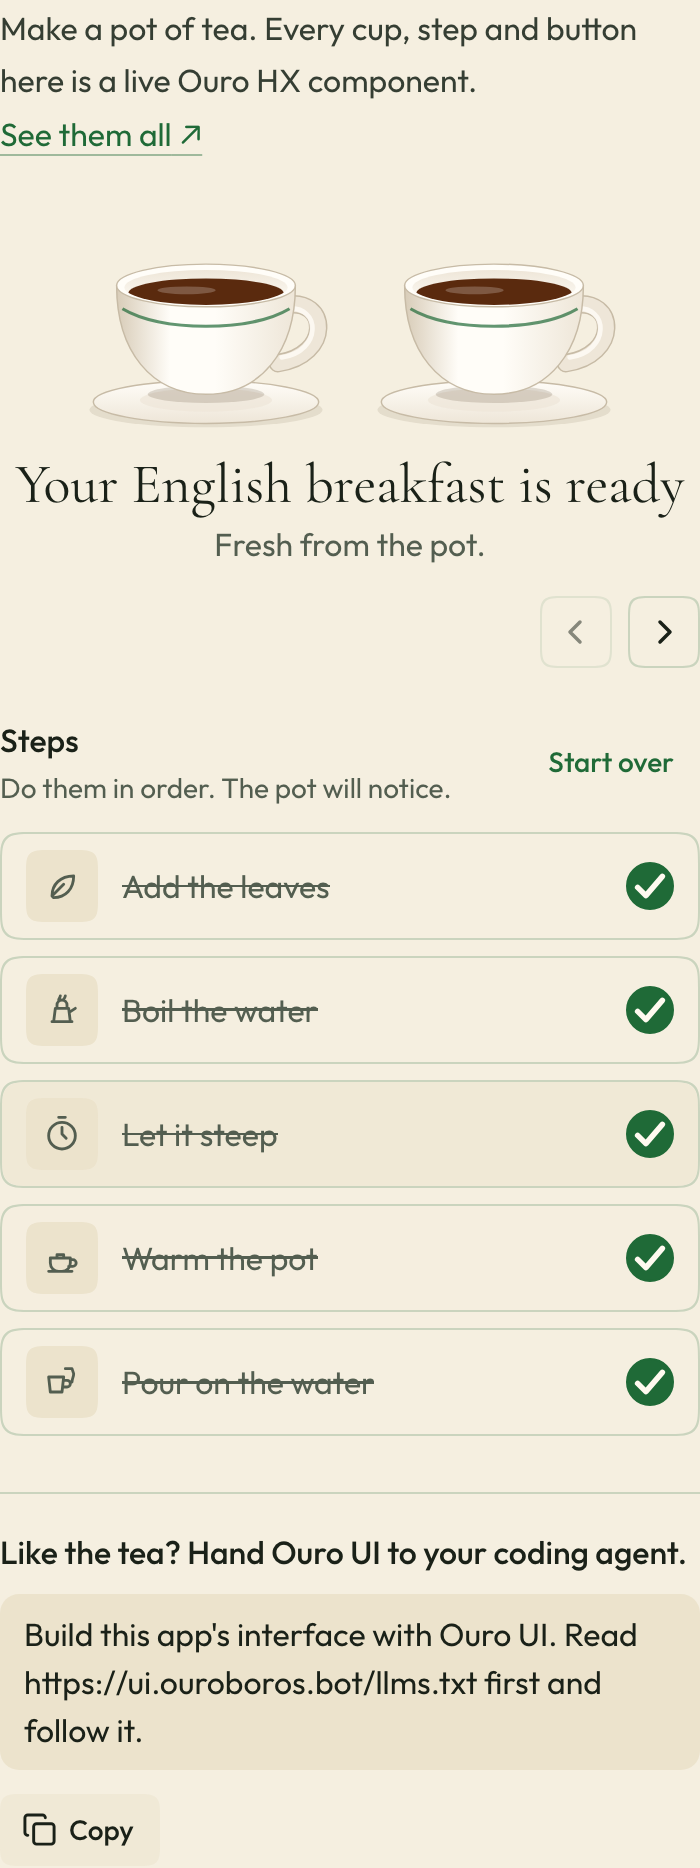 Make a pot of tea. Every cup, step and button
here is a live Ouro HX component.
See them all ↗
Your English breakfast is ready
Fresh from the pot.
Steps
Do them in order. The pot will notice.
Start over
Add the leaves
Boil the water
Let it steep
Warm the pot
Pour on the water
Like the tea? Hand Ouro UI to your coding agent.
Build this app's interface with Ouro UI. Read
https://ui.ouroboros.bot/llms.txt first and
follow it.
Copy